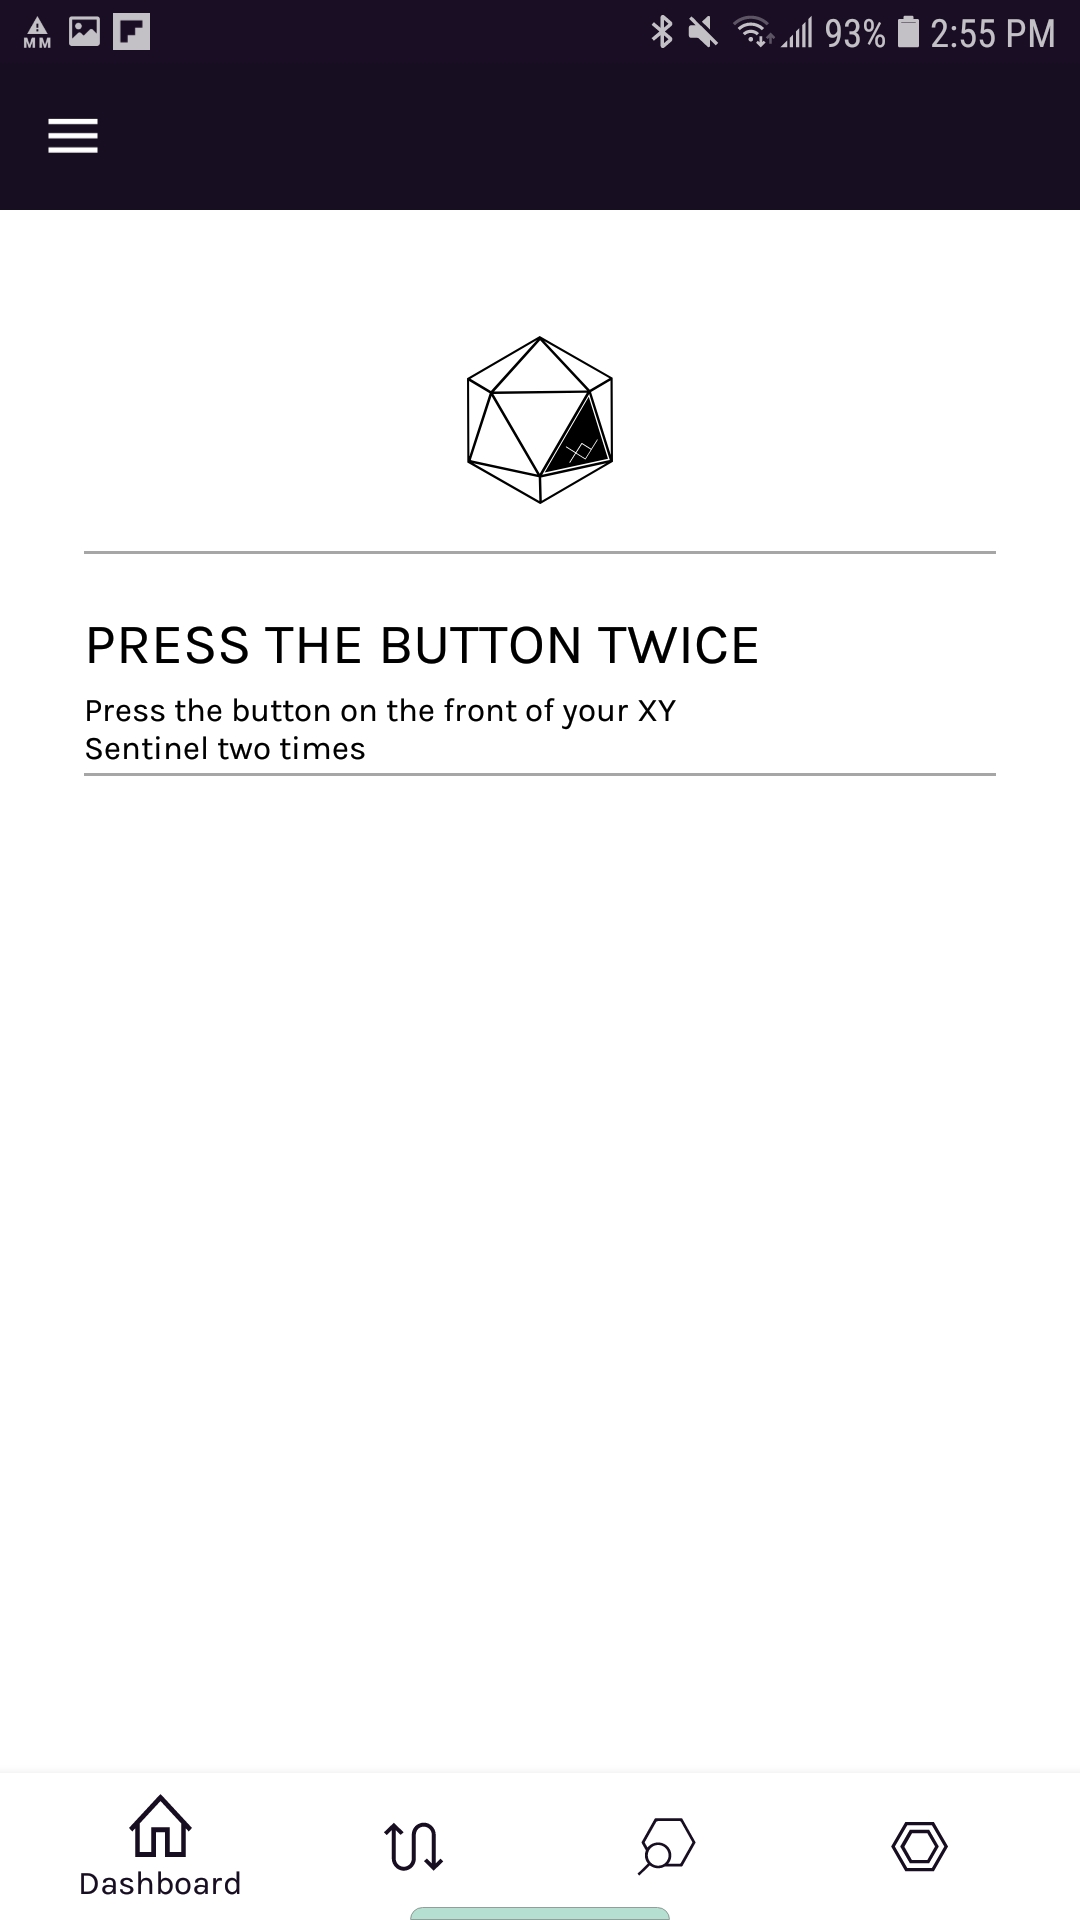 MM
93% 2:55 PM
PRESS THE BUTTON TWICE
Press the button on the front of your XY
Sentinel two times
Dashboard